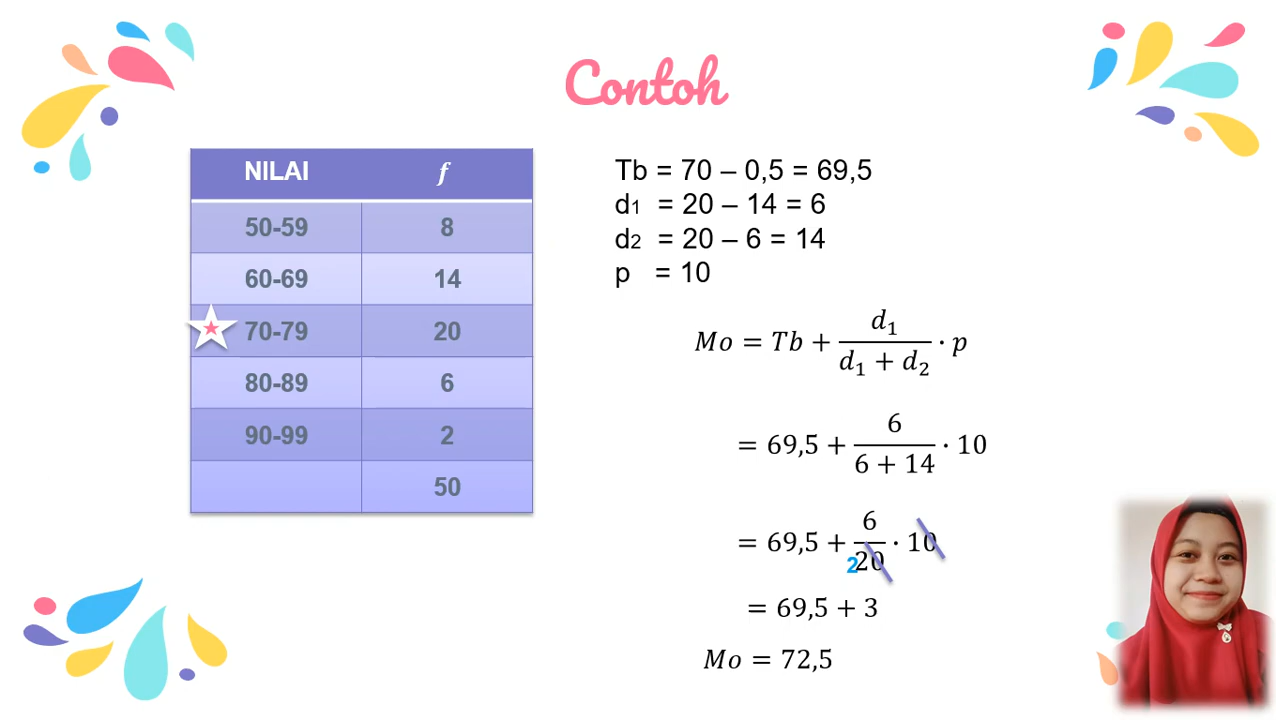 Contoh
NILAI f
50-59 8
60-69 14
70-79 20
80-89 6
90-99 2
50
Tb = 70 – 0,5 = 69,5
d1 = 20 – 14 = 6
d2 = 20 – 6 = 14
p = 10
Mo = Tb + d₁/(d₁ + d₂) · p
= 69,5 + 6/(6 + 14) · 10
= 69,5 + 6/20 · 10
2
= 69,5 + 3
Mo = 72,5